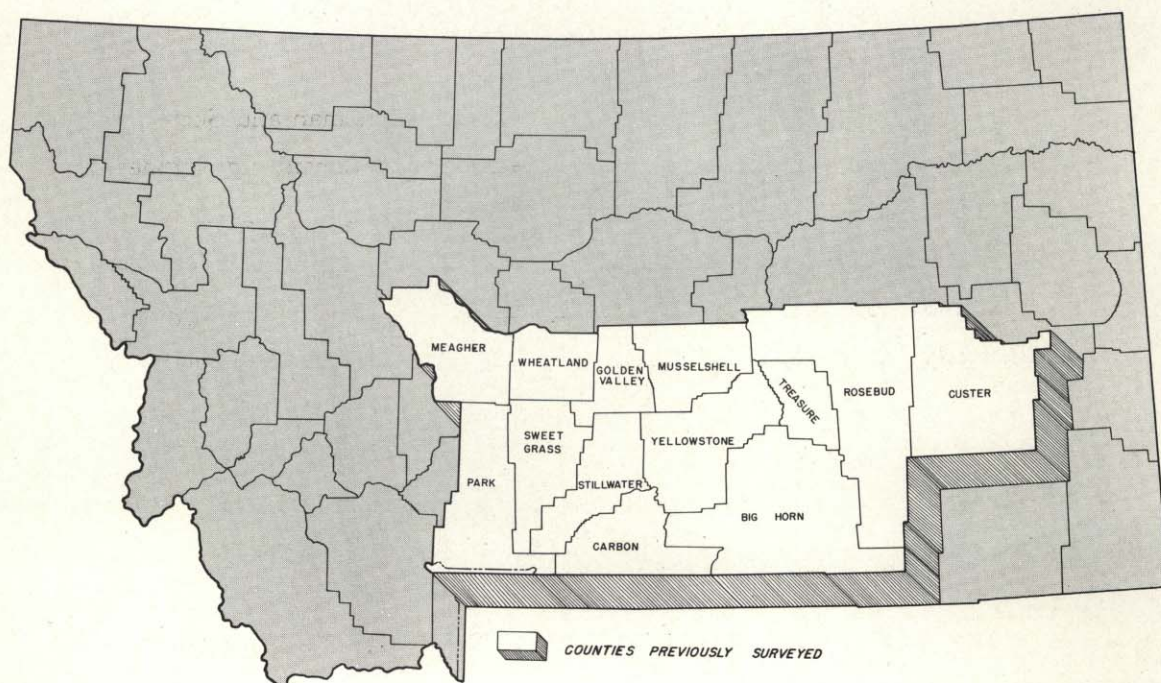 MEAGHER
WHEATLAND
GOLDEN
VALLEY
MUSSELSHELL
TREASURE
ROSEBUD
CUSTER
SWEET
GRASS
YELLOWSTONE
PARK
STILLWATER
BIG HORN
CARBON
COUNTIES PREVIOUSLY SURVEYED